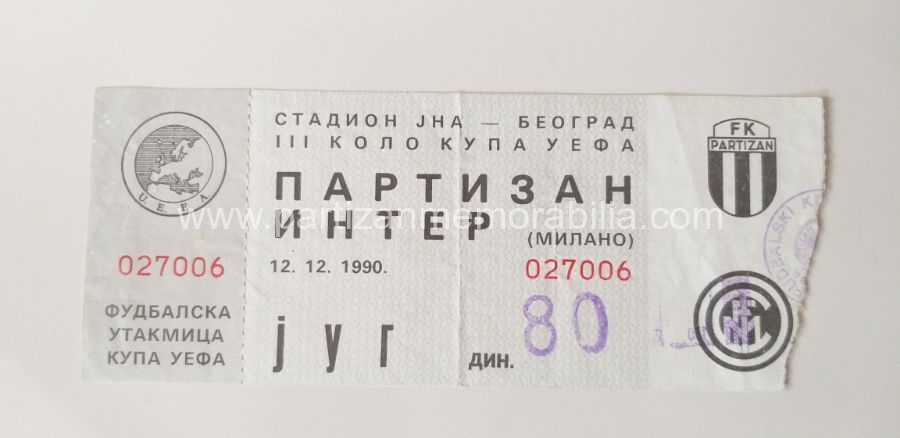 СТАДИОН ЈНА — БЕОГРАД
III КОЛО КУПА УЕФА
ПАРТИЗАН
ИНТЕР (МИЛАНО)
12. 12. 1990. 027006
југ ДИН. 80
U.E.F.A
027006
ФУДБАЛСКА
УТАКМИЦА
КУПА УЕФА
FK
PARTIZAN
www.partizanmemorabilia.com